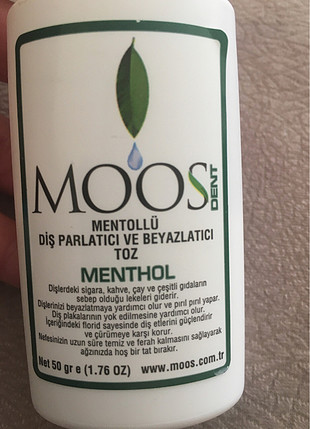 MOOS DENT
MENTOLLÜ
DİŞ PARLATICI VE BEYAZLATICI
TOZ
MENTHOL
Dişlerdeki sigara, kahve, çay ve çeşitli gıdaların
sebep olduğu lekeleri giderir.
Dişlerinizi beyazlatmaya yardımcı olur ve pırıl pırıl yapar.
Diş plakalarının yok edilmesine yardımcı olur.
İçeriğindeki florid sayesinde diş etlerini güçlendirir
ve çürümeye karşı korur.
Nefesinizin uzun süre temiz ve ferah kalmasını sağlayarak
ağzınızda hoş bir tat bırakır.
Net 50 gr e (1.76 OZ) www.moos.com.tr